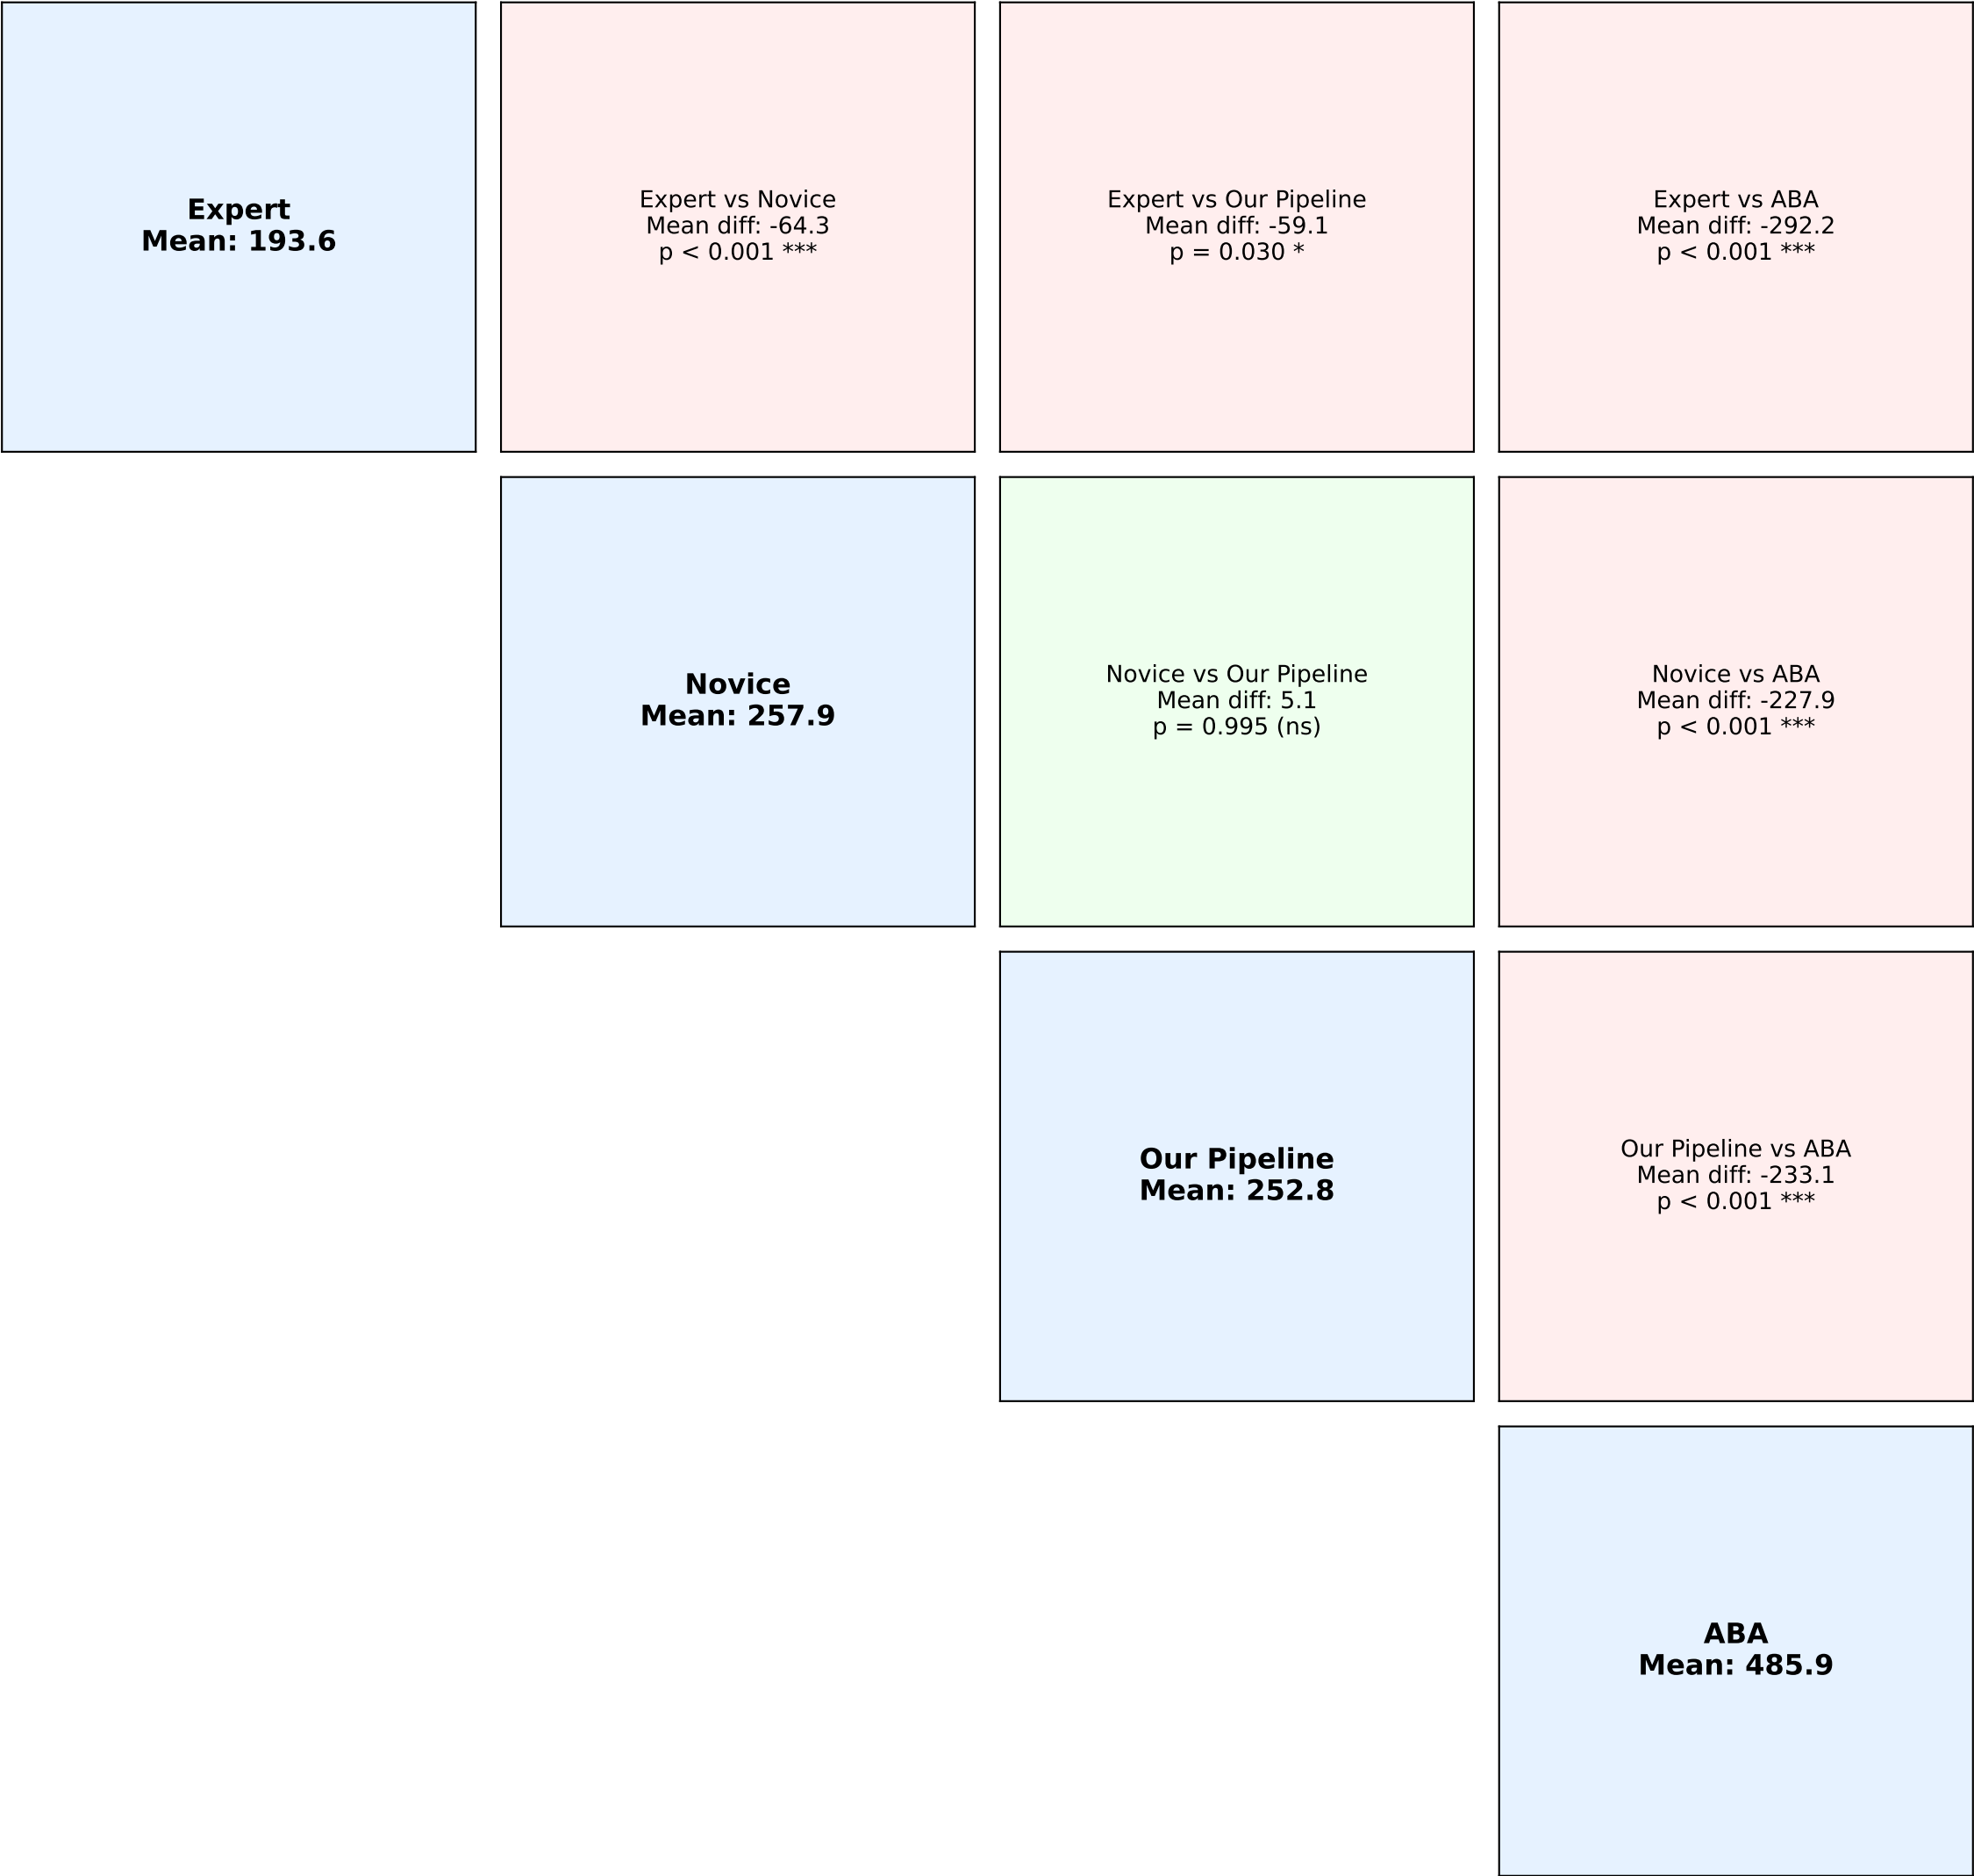 Expert
Mean: 193.6
Expert vs Novice
Mean diff: -64.3
p < 0.001 ***
Expert vs Our Pipeline
Mean diff: -59.1
p = 0.030 *
Expert vs ABA
Mean diff: -292.2
p < 0.001 ***
Novice
Mean: 257.9
Novice vs Our Pipeline
Mean diff: 5.1
p = 0.995 (ns)
Novice vs ABA
Mean diff: -227.9
p < 0.001 ***
Our Pipeline
Mean: 252.8
Our Pipeline vs ABA
Mean diff: -233.1
p < 0.001 ***
ABA
Mean: 485.9